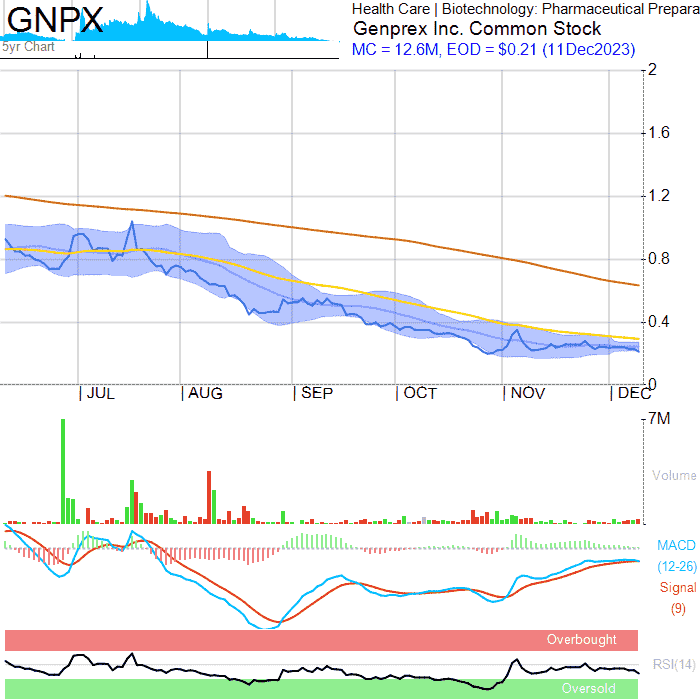 GNPX
5yr Chart
Health Care | Biotechnology: Pharmaceutical Prepara
Genprex Inc. Common Stock
MC = 12.6M, EOD = $0.21 (11Dec2023)
2
1.6
1.2
0.8
0.4
0
| JUL | AUG | SEP | OCT | NOV | DEC
7M
Volume
MACD
(12-26)
Signal
(9)
Overbought
RSI(14)
Oversold